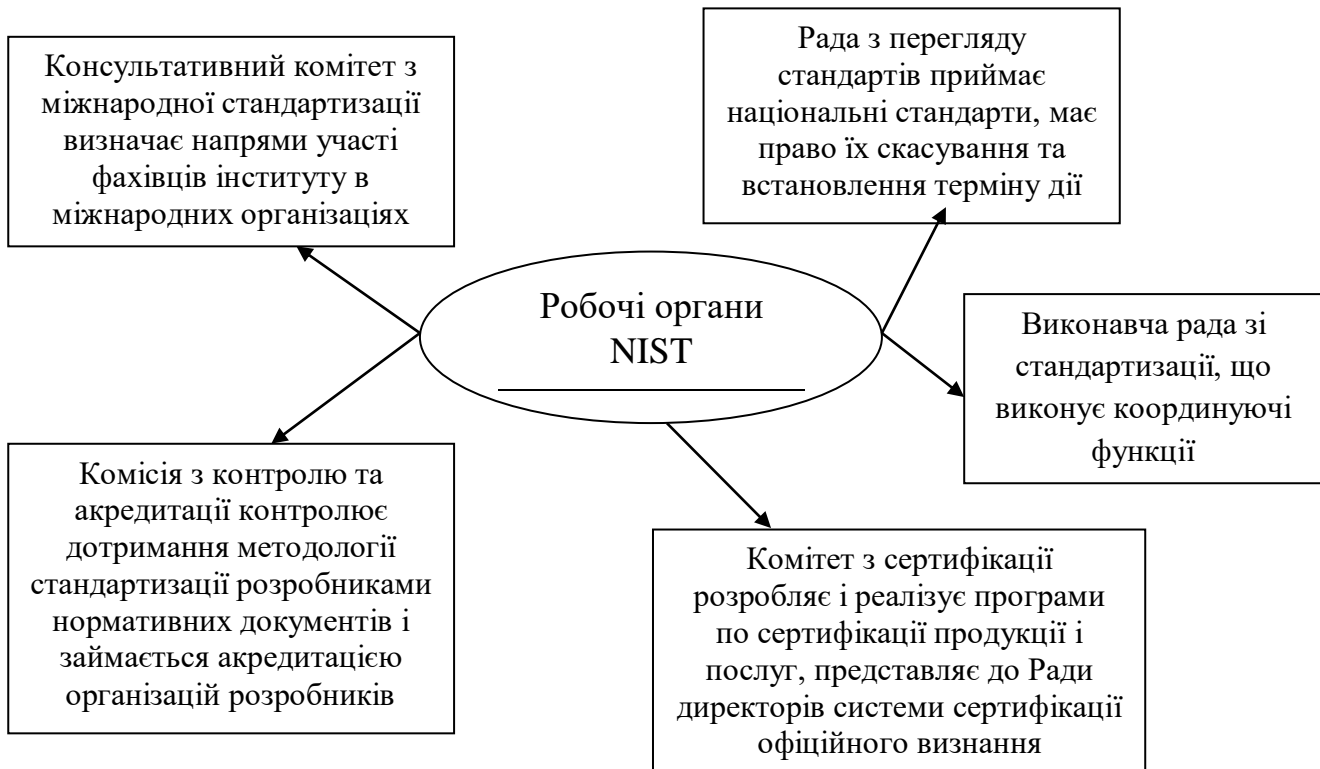 Консультативний комітет з
міжнародної стандартизації
визначає напрями участі
фахівців інституту в
міжнародних організаціях
Рада з перегляду
стандартів приймає
національні стандарти, має
право їх скасування та
встановлення терміну дії
Робочі органи
NIST
Виконавча рада зі
стандартизації, що
виконує координуючі
функції
Комісія з контролю та
акредитації контролює
дотримання методології
стандартизації розробниками
нормативних документів і
займається акредитацією
організацій розробників
Комітет з сертифікації
розробляє і реалізує програми
по сертифікації продукції і
послуг, представляє до Ради
директорів системи сертифікації
офіційного визнання